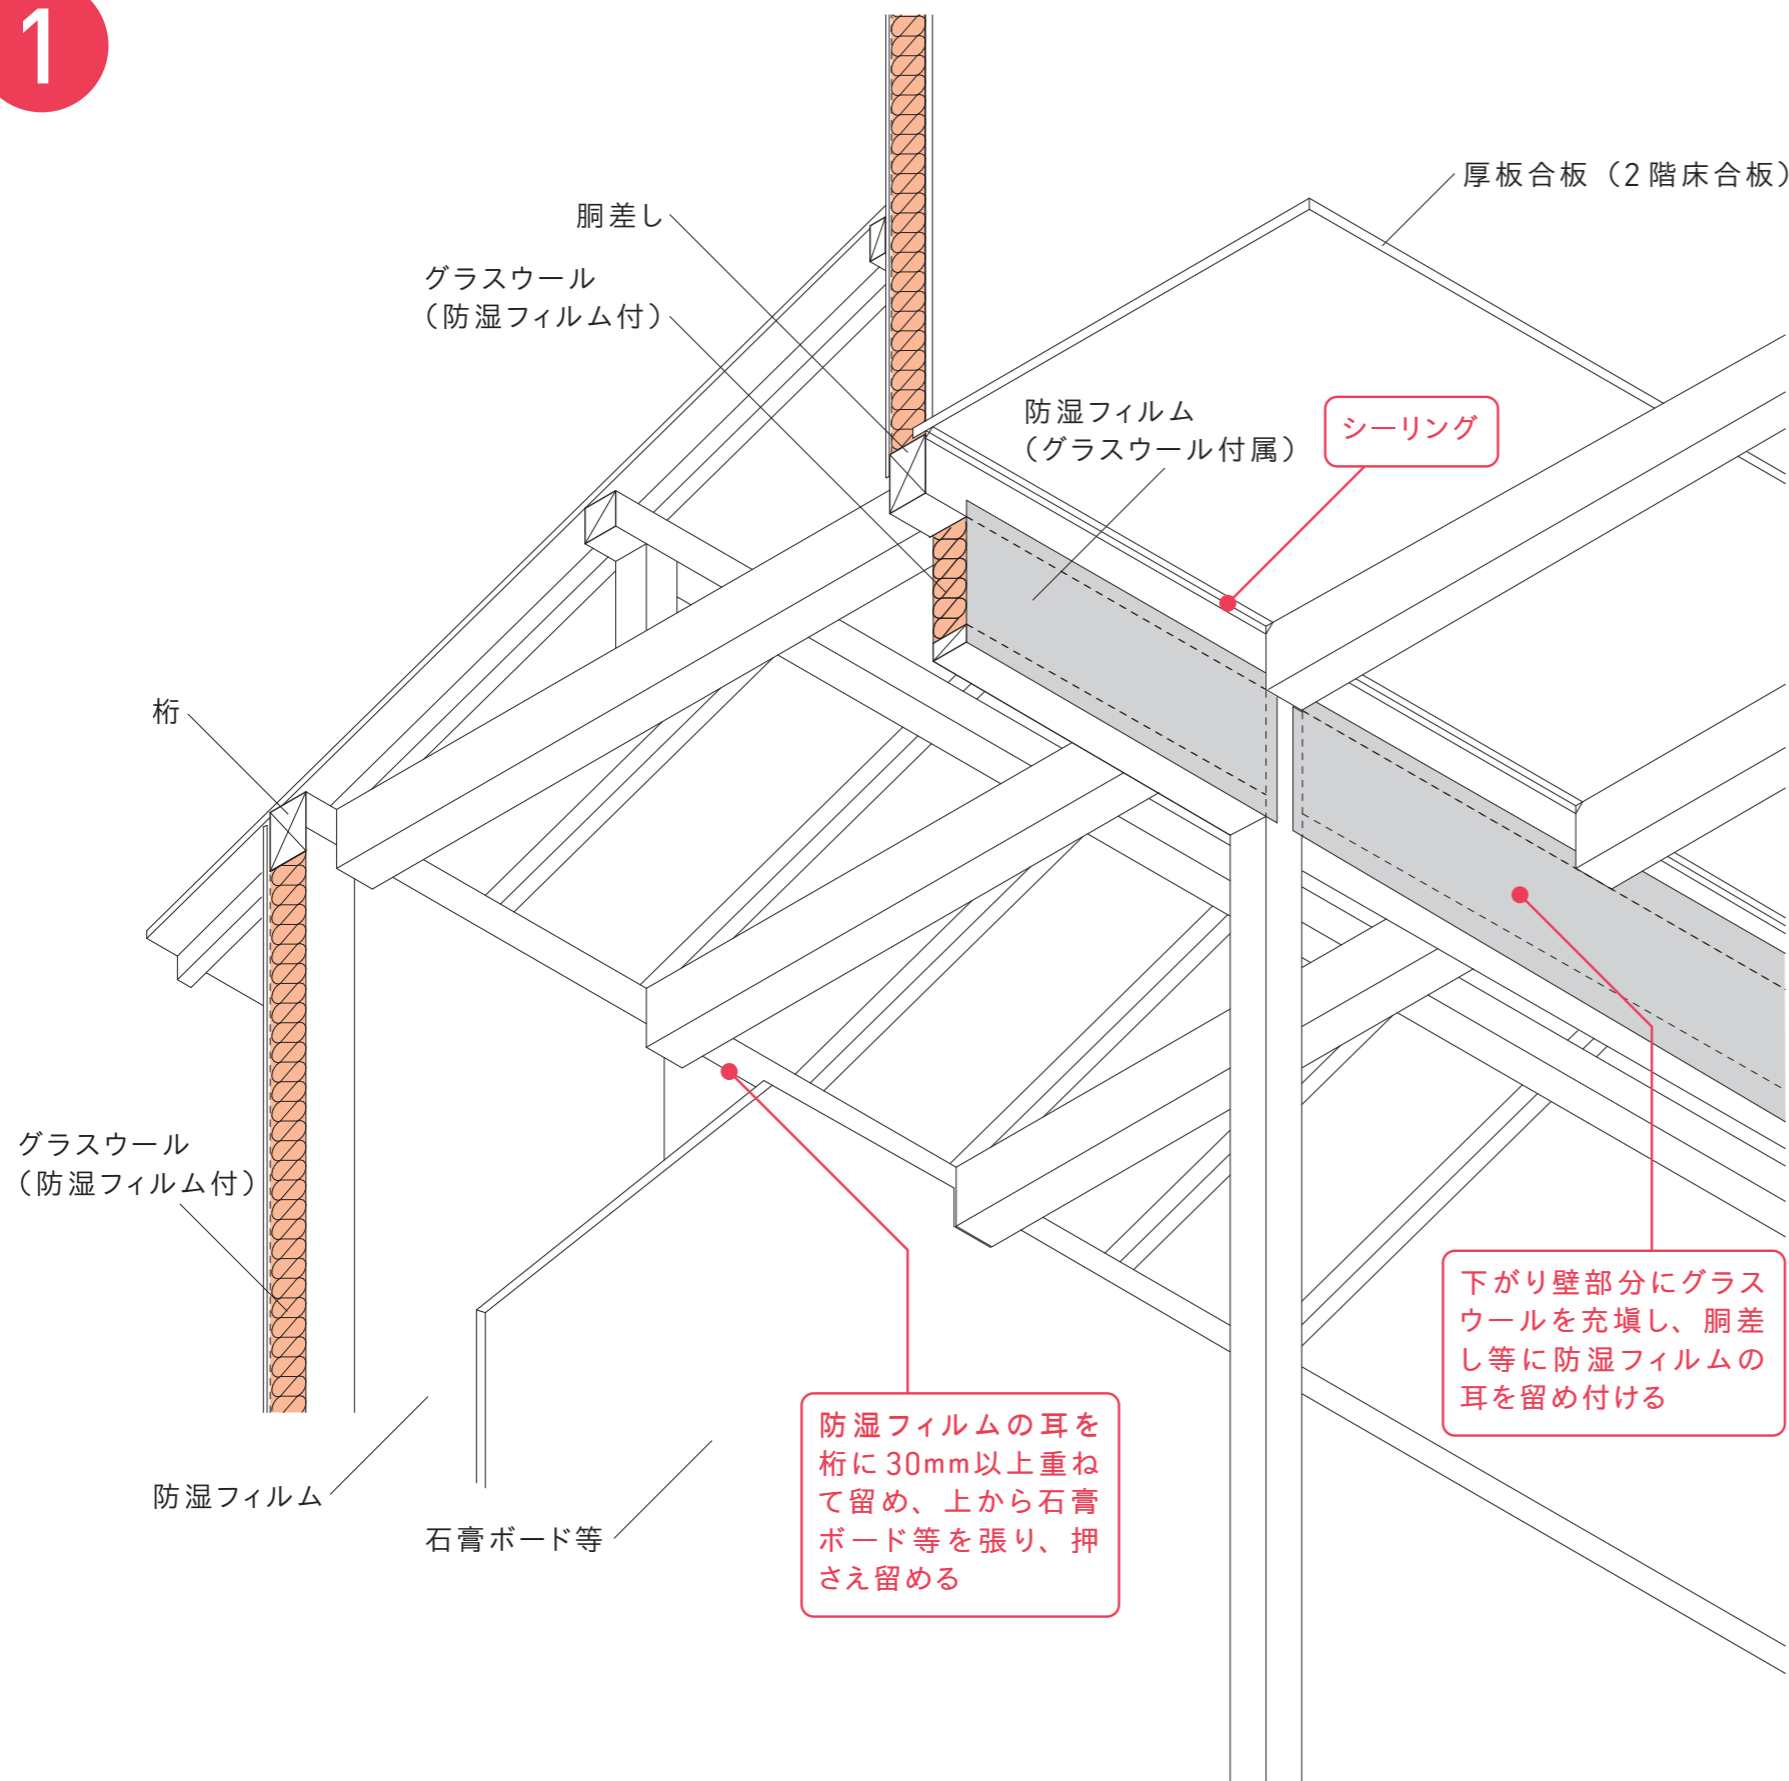 1
厚板合板（2階床合板）
胴差し
グラスウール
（防湿フィルム付）
防湿フィルム
（グラスウール付属）
シーリング
桁
グラスウール
（防湿フィルム付）
下がり壁部分にグラス
ウールを充塡し、胴差
し等に防湿フィルムの
耳を留め付ける
防湿フィルムの耳を
桁に30mm以上重ね
て留め、上から石膏
ボード等を張り、押
さえ留める
防湿フィルム
石膏ボード等